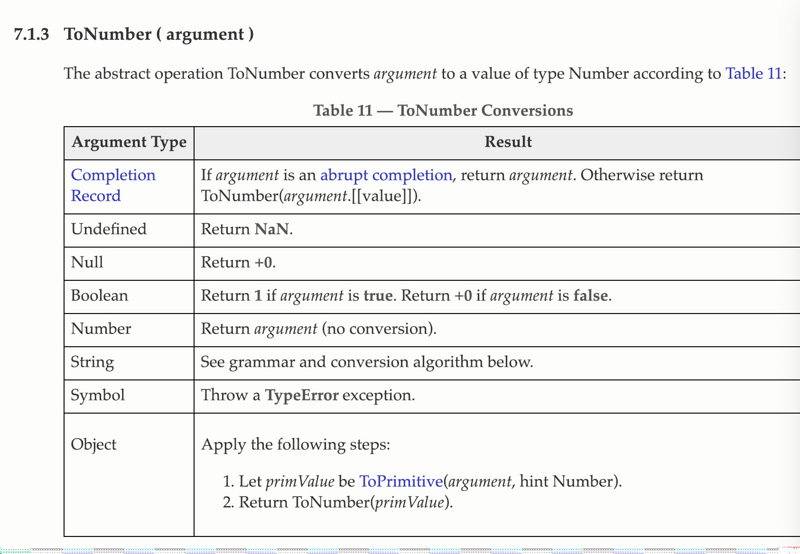 7.1.3 ToNumber ( argument )
The abstract operation ToNumber converts argument to a value of type Number according to Table 11:
Table 11 — ToNumber Conversions
Argument Type Result
Completion Record If argument is an abrupt completion, return argument. Otherwise return
ToNumber(argument.[[value]]).
Undefined Return NaN.
Null Return +0.
Boolean Return 1 if argument is true. Return +0 if argument is false.
Number Return argument (no conversion).
String See grammar and conversion algorithm below.
Symbol Throw a TypeError exception.
Object Apply the following steps:
1. Let primValue be ToPrimitive(argument, hint Number).
2. Return ToNumber(primValue).